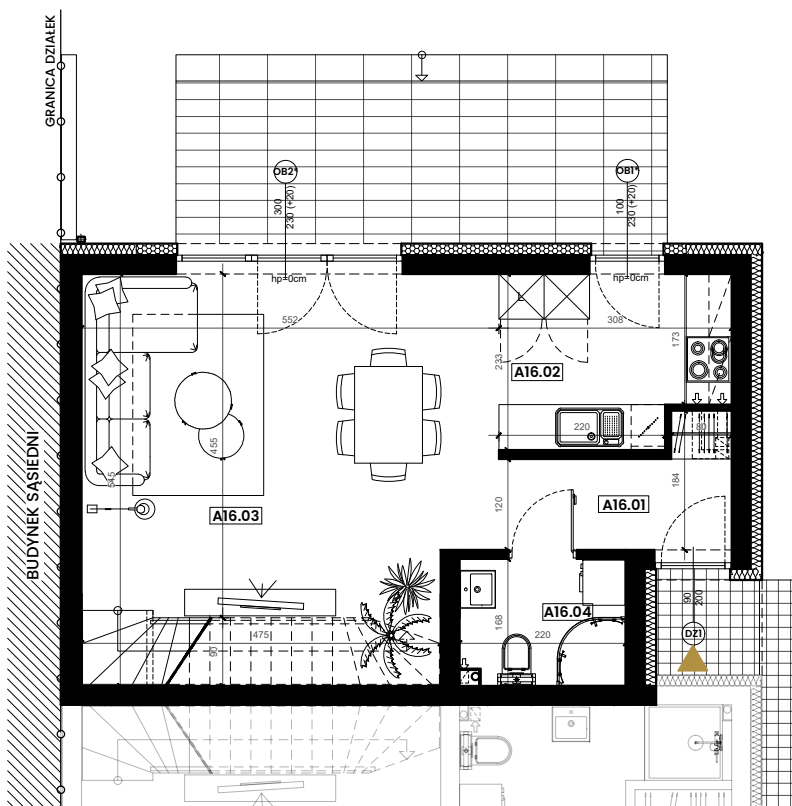 GRANICA DZIAŁEK
OB2*
300
230 (+20)
OB1*
100
230 (+20)
hp=0cm
hp=0cm
552
L
308
173
233
A16.02
220
80
455
545
184
120
A16.01
A16.03
BUDYNEK SĄSIEDNI
90
200
A16.04
168
220
475
90
DZ1